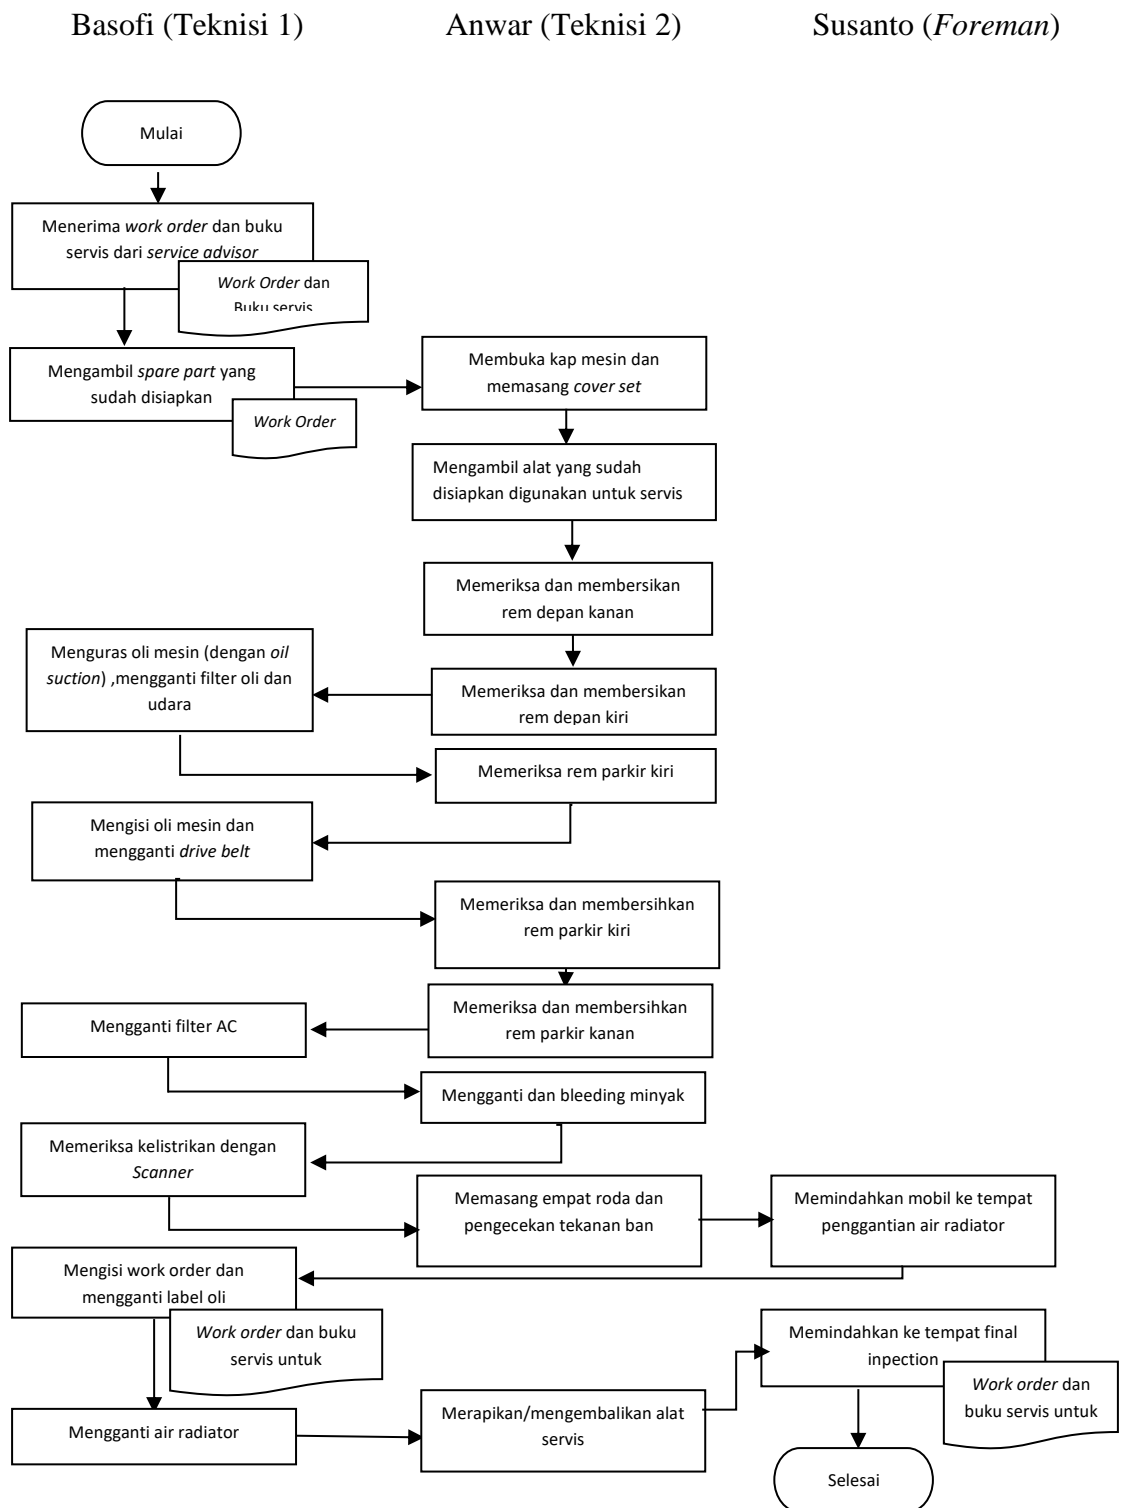 Basofi (Teknisi 1)
Anwar (Teknisi 2)
Susanto (Foreman)
Mulai
Menerima work order dan buku
servis dari service advisor
Work Order dan
Buku servis
Mengambil spare part yang
sudah disiapkan
Work Order
Membuka kap mesin dan
memasang cover set
Mengambil alat yang sudah
disiapkan digunakan untuk servis
Memeriksa dan membersikan
rem depan kanan
Memeriksa dan membersikan
rem depan kiri
Menguras oli mesin (dengan oil
suction) ,mengganti filter oli dan
udara
Memeriksa rem parkir kiri
Mengisi oli mesin dan
mengganti drive belt
Memeriksa dan membersihkan
rem parkir kiri
Memeriksa dan membersihkan
rem parkir kanan
Mengganti filter AC
Mengganti dan bleeding minyak
Memeriksa kelistrikan dengan
Scanner
Memasang empat roda dan
pengecekan tekanan ban
Memindahkan mobil ke tempat
penggantian air radiator
Mengisi work order dan
mengganti label oli
Work order dan buku
servis untuk
Mengganti air radiator
Merapikan/mengembalikan alat
servis
Memindahkan ke tempat final
inpection
Work order dan
buku servis untuk
Selesai